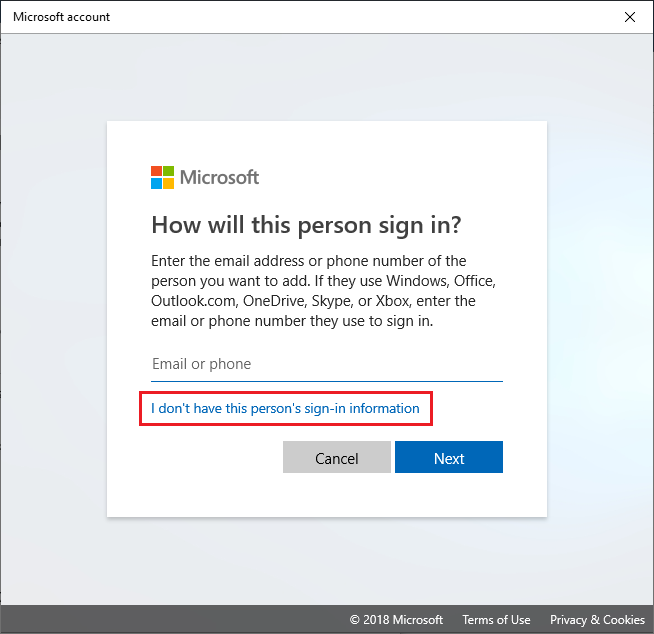 Microsoft account
Microsoft
How will this person sign in?
Enter the email address or phone number of the
person you want to add. If they use Windows, Office,
Outlook.com, OneDrive, Skype, or Xbox, enter the
email or phone number they use to sign in.
Email or phone
I don't have this person's sign-in information
Cancel Next
© 2018 Microsoft Terms of Use Privacy & Cookies